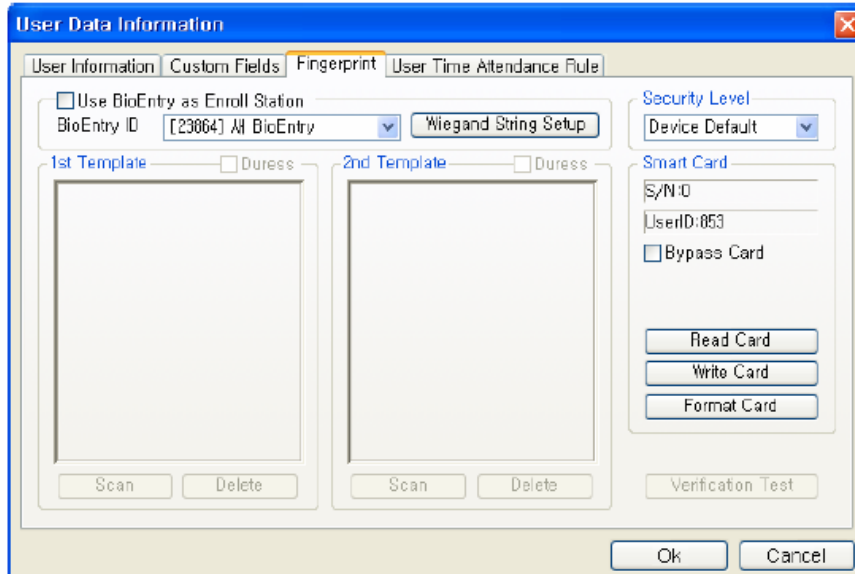 User Data Information
User Information Custom Fields Fingerprint User Time Attendance Rule
Use BioEntry as Enroll Station
BioEntry ID [23864] 새 BioEntry Wiegand String Setup
Security Level
Device Default
1st Template Duress
2nd Template Duress
Smart Card
S/N:0
UserID:853
Bypass Card
Read Card
Write Card
Format Card
Scan Delete
Scan Delete
Verification Test
Ok Cancel